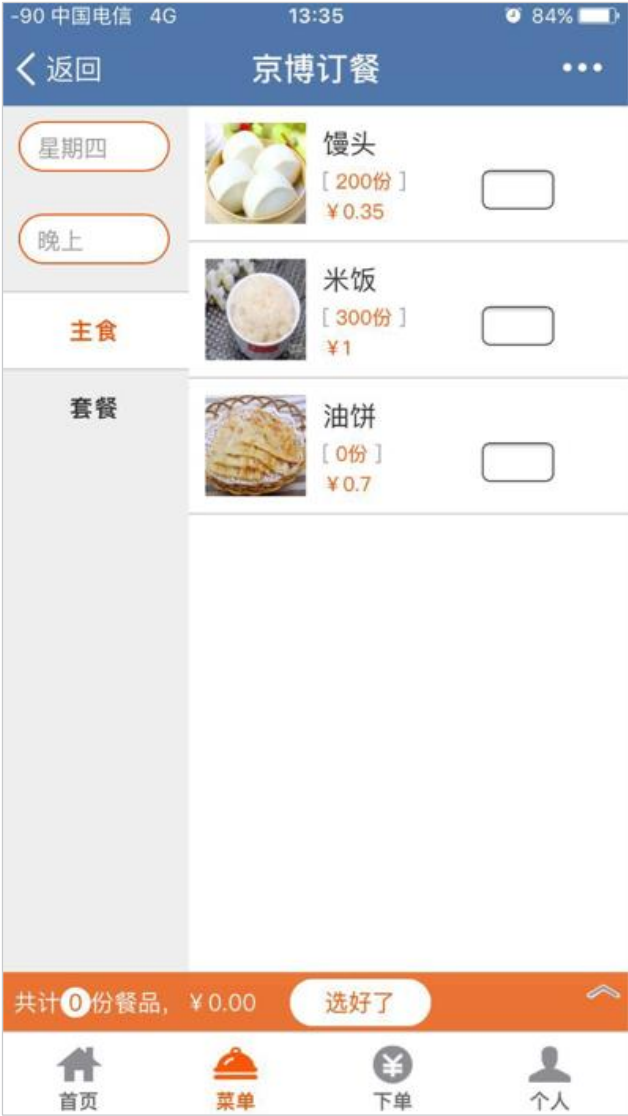 -90 中国电信 4G 13:35 84%
返回 京博订餐
星期四
晚上
主食
套餐
馒头
[ 200份 ]
¥0.35
米饭
[ 300份 ]
¥1
油饼
[ 0份 ]
¥0.7
共计0份餐品, ¥0.00 选好了
首页 菜单 下单 个人